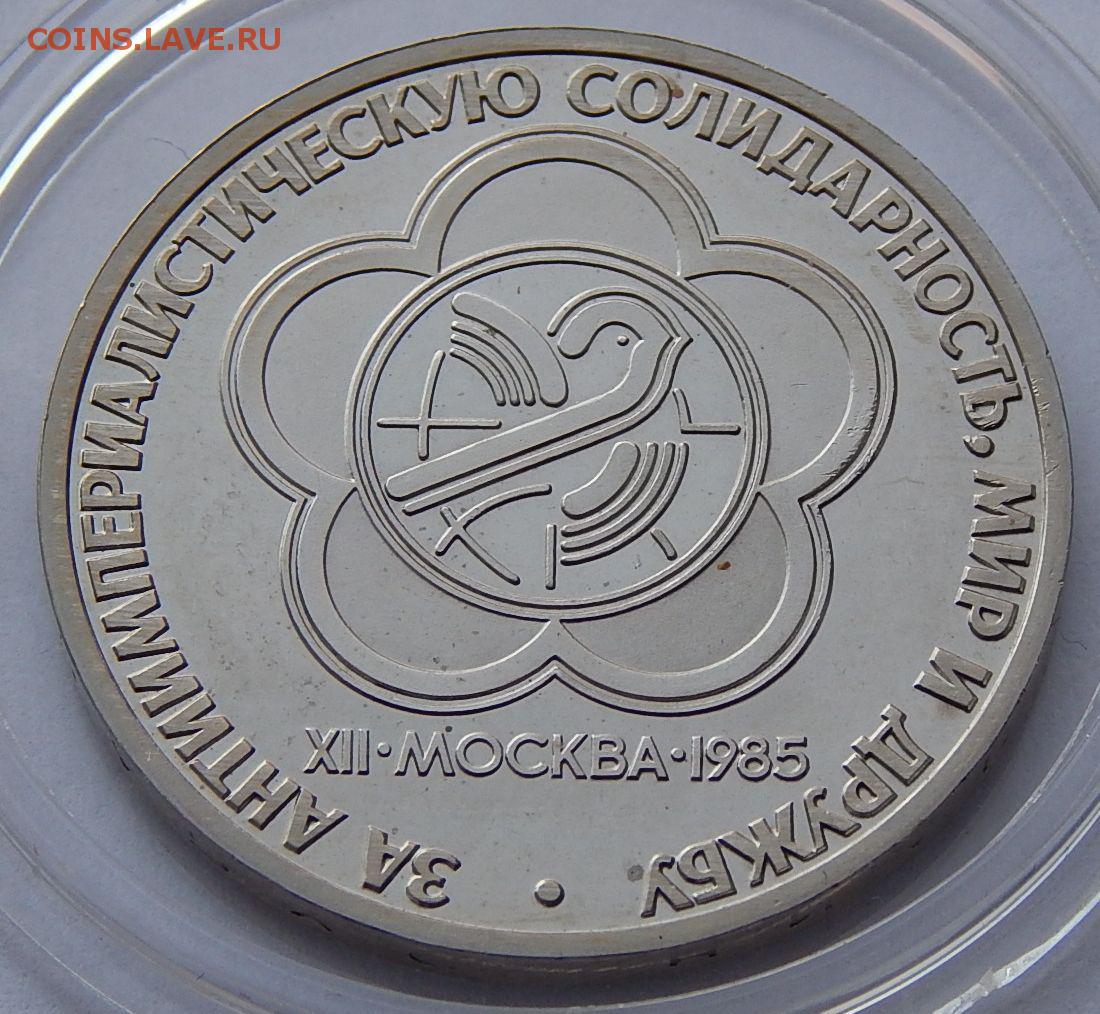 COINS.LAVE.RU
ЗА АНТИИМПЕРИАЛИСТИЧЕСКУЮ СОЛИДАРНОСТЬ, МИР И ДРУЖБУ •
XII•МОСКВА•1985